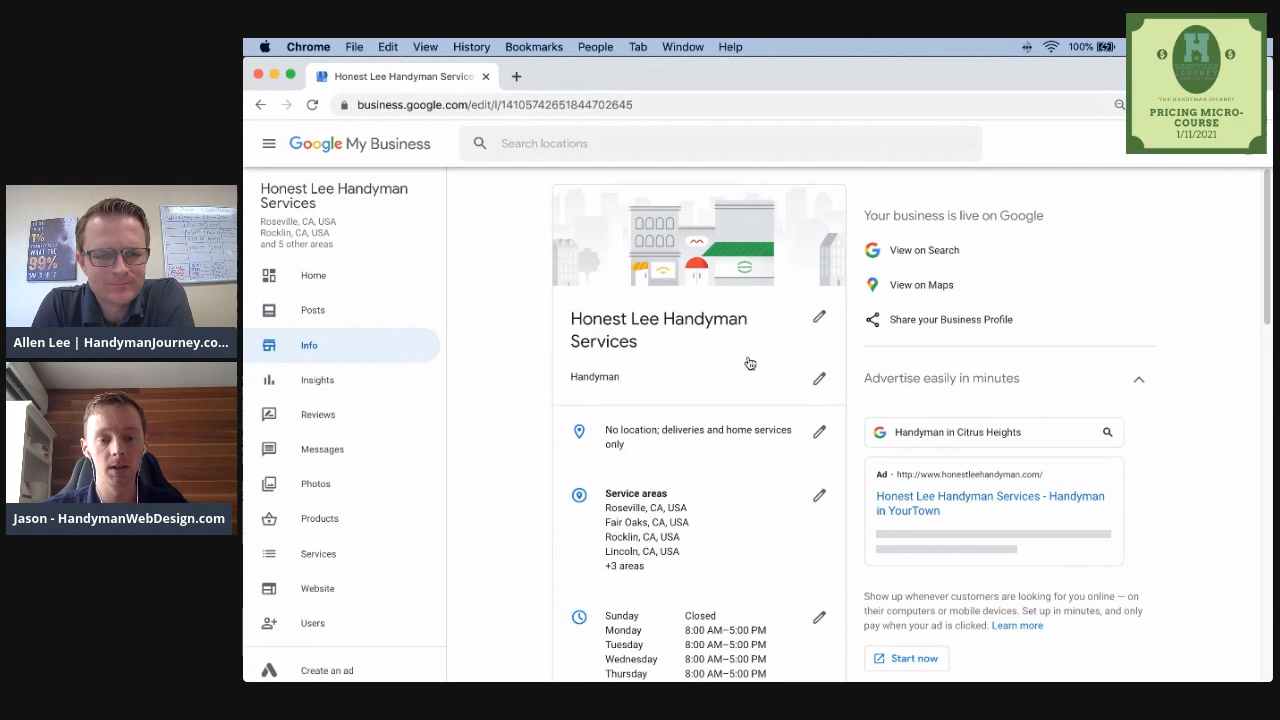 Chrome File Edit View History Bookmarks People Tab Window Help
100%
Honest Lee Handyman Service
business.google.com/edit/l/14105742651844702645
Google My Business
Search locations
THE HANDYMAN JOURNEY
PRICING MICRO-
COURSE
1/11/2021
Honest Lee Handyman
Services
Roseville, CA, USA
Rocklin, CA, USA
and 5 other areas
Home
Posts
Info
Insights
Reviews
Messages
Photos
Products
Services
Website
Users
Create an ad
Honest Lee Handyman
Services
Handyman
No location; deliveries and home services
only
Service areas
Roseville, CA, USA
Fair Oaks, CA, USA
Rocklin, CA, USA
Lincoln, CA, USA
+3 areas
Sunday Closed
Monday 8:00 AM–5:00 PM
Tuesday 8:00 AM–5:00 PM
Wednesday 8:00 AM–5:00 PM
Thursday 8:00 AM–5:00 PM
Your business is live on Google
View on Search
View on Maps
Share your Business Profile
Advertise easily in minutes
Handyman in Citrus Heights
Ad · http://www.honestleehandyman.com/
Honest Lee Handyman Services - Handyman
in YourTown
Show up whenever customers are looking for you online — on
their computers or mobile devices. Set up in minutes, and only
pay when your ad is clicked. Learn more
Start now
1%
WHAT THE
99%
Allen Lee | HandymanJourney.co...
Jason - HandymanWebDesign.com